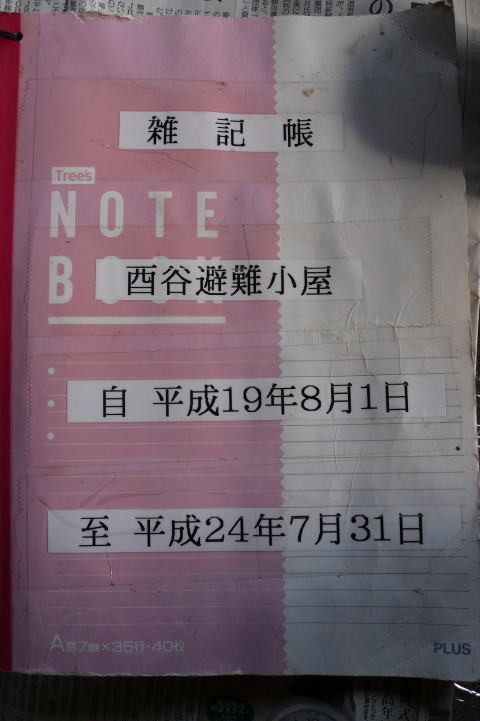 雑記帳
Tree's
NOTE
BOOK
西谷避難小屋
自 平成19年8月1日
至 平成24年7月31日
A罫7mm×35行・40枚
PLUS